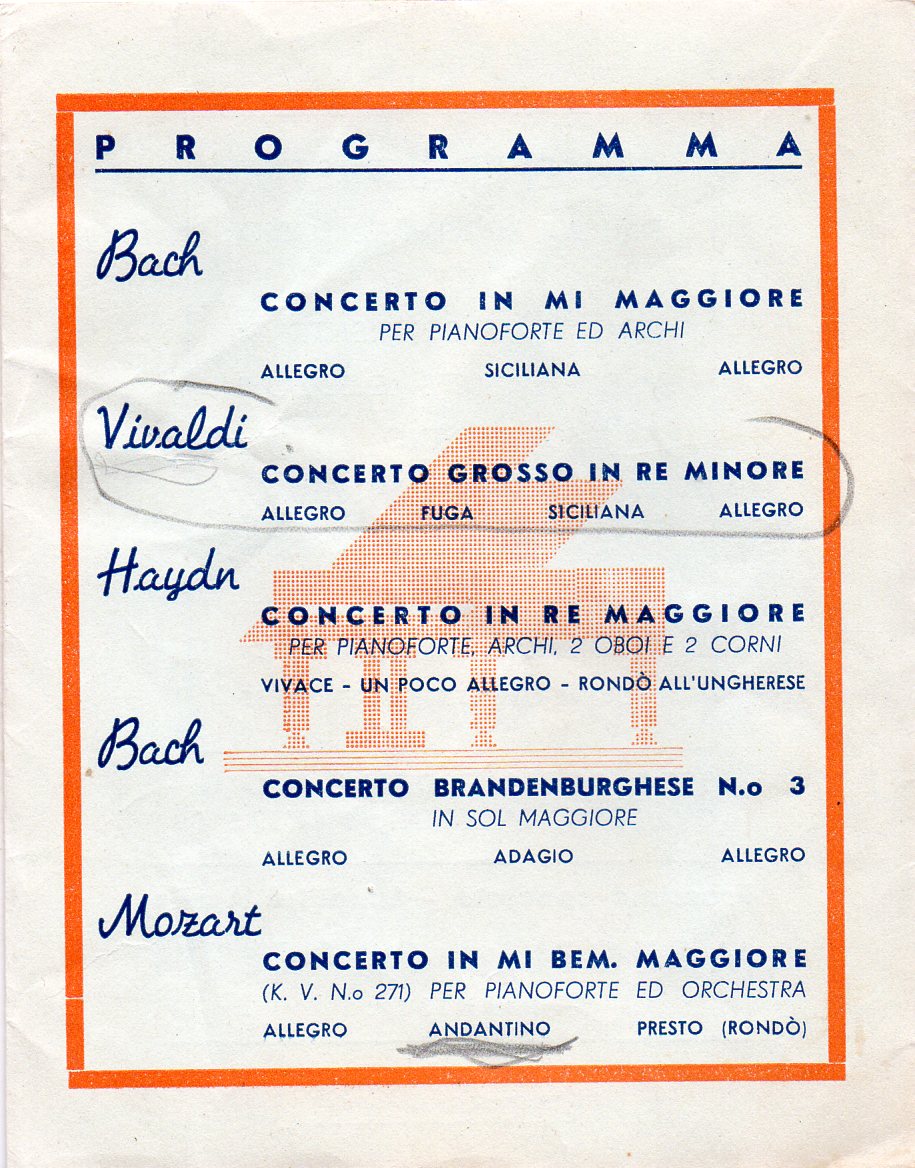 PROGRAMMA
Bach
CONCERTO IN MI MAGGIORE
PER PIANOFORTE ED ARCHI
ALLEGRO SICILIANA ALLEGRO
Vivaldi
CONCERTO GROSSO IN RE MINORE
ALLEGRO FUGA SICILIANA ALLEGRO
Haydn
CONCERTO IN RE MAGGIORE
PER PIANOFORTE, ARCHI, 2 OBOI E 2 CORNI
VIVACE - UN POCO ALLEGRO - RONDÒ ALL'UNGHERESE
Bach
CONCERTO BRANDENBURGHESE N.o 3
IN SOL MAGGIORE
ALLEGRO ADAGIO ALLEGRO
Mozart
CONCERTO IN MI BEM. MAGGIORE
(K. V. N.o 271) PER PIANOFORTE ED ORCHESTRA
ALLEGRO ANDANTINO PRESTO (RONDÒ)